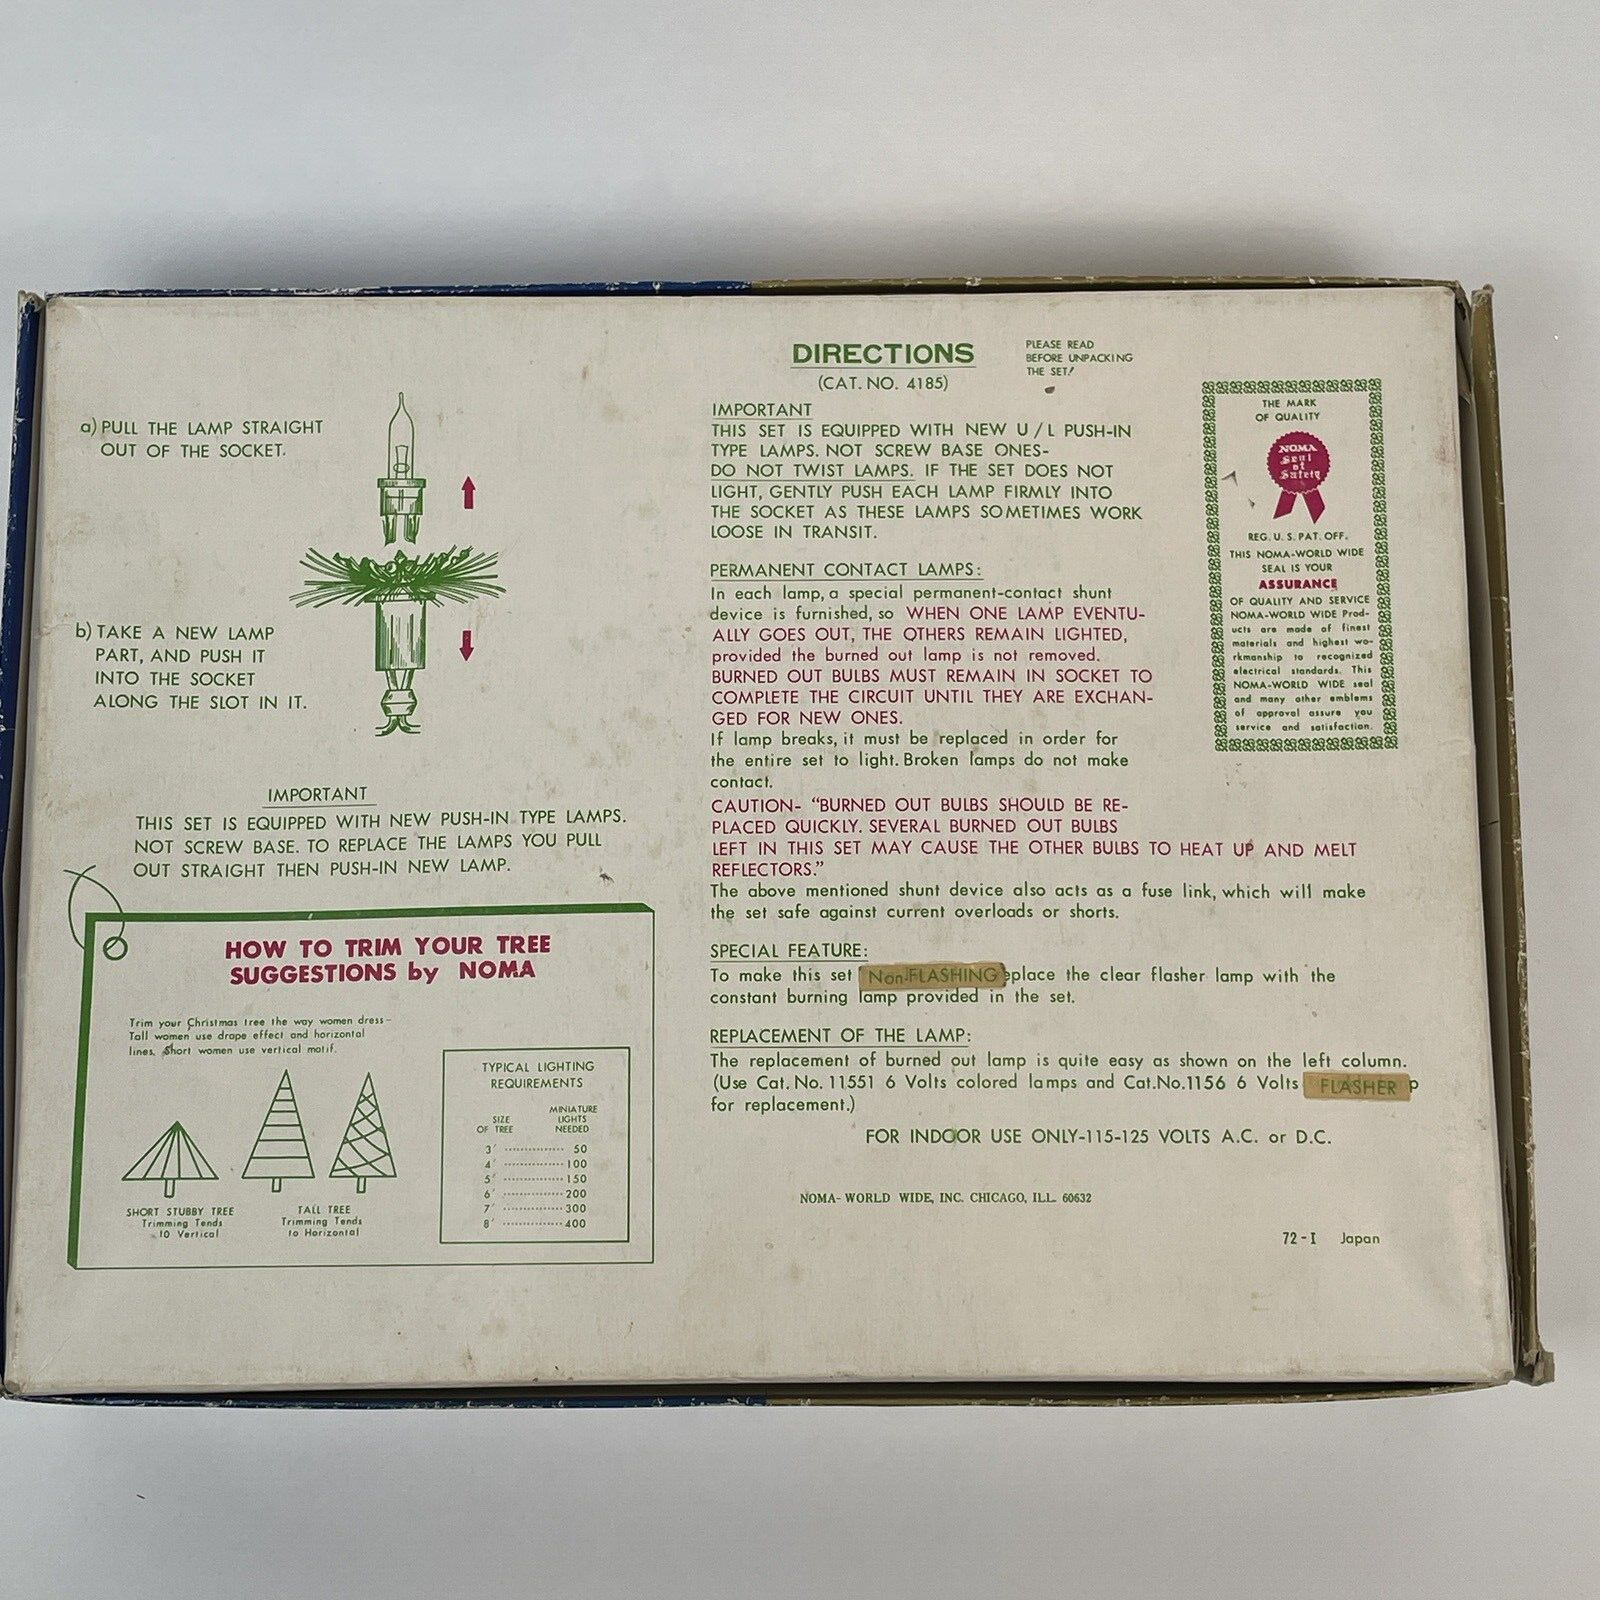 a) PULL THE LAMP STRAIGHT
OUT OF THE SOCKET.
b) TAKE A NEW LAMP
PART, AND PUSH IT
INTO THE SOCKET
ALONG THE SLOT IN IT.
IMPORTANT
THIS SET IS EQUIPPED WITH NEW PUSH-IN TYPE LAMPS.
NOT SCREW BASE. TO REPLACE THE LAMPS YOU PULL
OUT STRAIGHT THEN PUSH-IN NEW LAMP.
HOW TO TRIM YOUR TREE
SUGGESTIONS by NOMA
Trim your Christmas tree the way women dress-
Tall women use drape effect and horizontal
lines. Short women use vertical motif.
SHORT STUBBY TREE
Trimming Tends
10 Vertical
TALL TREE
Trimming Tends
to Horizontal
TYPICAL LIGHTING
REQUIREMENTS
SIZE
OF TREE
MINIATURE
LIGHTS
NEEDED
3' ............... 50
4' ............... 100
5' ............... 150
6' ............... 200
7' ............... 300
8' ............... 400
DIRECTIONS
(CAT. NO. 4185)
PLEASE READ
BEFORE UNPACKING
THE SET!
IMPORTANT
THIS SET IS EQUIPPED WITH NEW U/L PUSH-IN
TYPE LAMPS. NOT SCREW BASE ONES-
DO NOT TWIST LAMPS. IF THE SET DOES NOT
LIGHT, GENTLY PUSH EACH LAMP FIRMLY INTO
THE SOCKET AS THESE LAMPS SOMETIMES WORK
LOOSE IN TRANSIT.
PERMANENT CONTACT LAMPS:
In each lamp, a special permanent-contact shunt
device is furnished, so WHEN ONE LAMP EVENTU-
ALLY GOES OUT, THE OTHERS REMAIN LIGHTED,
provided the burned out lamp is not removed.
BURNED OUT BULBS MUST REMAIN IN SOCKET TO
COMPLETE THE CIRCUIT UNTIL THEY ARE EXCHAN-
GED FOR NEW ONES.
If lamp breaks, it must be replaced in order for
the entire set to light. Broken lamps do not make
contact.
CAUTION- "BURNED OUT BULBS SHOULD BE RE-
PLACED QUICKLY. SEVERAL BURNED OUT BULBS
LEFT IN THIS SET MAY CAUSE THE OTHER BULBS TO HEAT UP AND MELT
REFLECTORS."
The above mentioned shunt device also acts as a fuse link, which will make
the set safe against current overloads or shorts.
SPECIAL FEATURE:
To make this set Non-FLASHING eplace the clear flasher lamp with the
constant burning lamp provided in the set.
REPLACEMENT OF THE LAMP:
The replacement of burned out lamp is quite easy as shown on the left column.
(Use Cat. No. 11551 6 Volts colored lamps and Cat.No.1156 6 Volts FLASHER p
for replacement.)
FOR INDOOR USE ONLY-115-125 VOLTS A.C. or D.C.
NOMA-WORLD WIDE, INC. CHICAGO, ILL. 60632
72-I Japan
THE MARK
OF QUALITY
NOMA
Seal
of
Safety
REG. U. S. PAT. OFF.
THIS NOMA-WORLD WIDE
SEAL IS YOUR
ASSURANCE
OF QUALITY AND SERVICE
NOMA-WORLD WIDE Prod-
ucts are made of finest
materials and highest wo-
rkmanship to recognized
electrical standards. This
NOMA-WORLD WIDE seal
and many other emblems
of approval assure you
service and satisfaction.